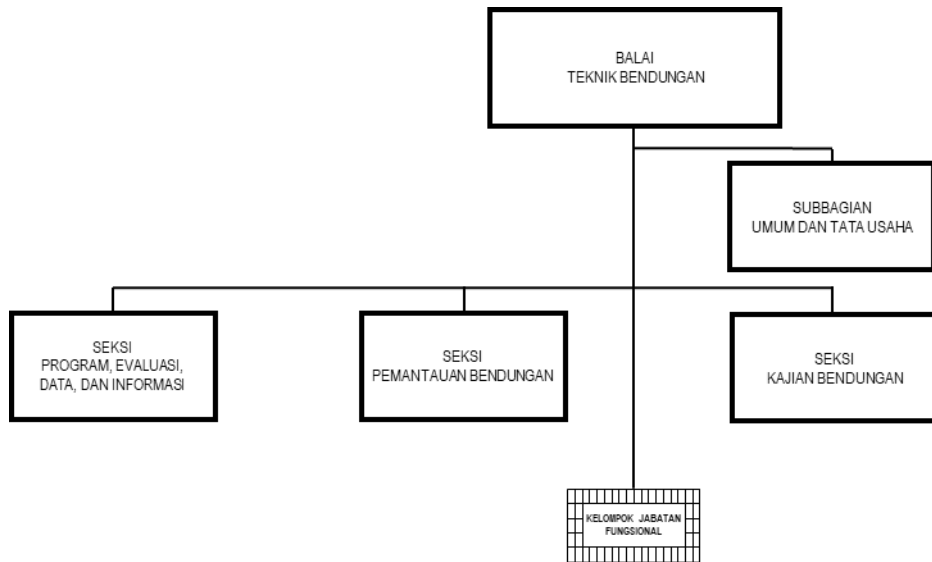 BALAI
TEKNIK BENDUNGAN
SUBBAGIAN
UMUM DAN TATA USAHA
SEKSI
PROGRAM, EVALUASI,
DATA, DAN INFORMASI
SEKSI
PEMANTAUAN BENDUNGAN
SEKSI
KAJIAN BENDUNGAN
KELOMPOK JABATAN
FUNGSIONAL